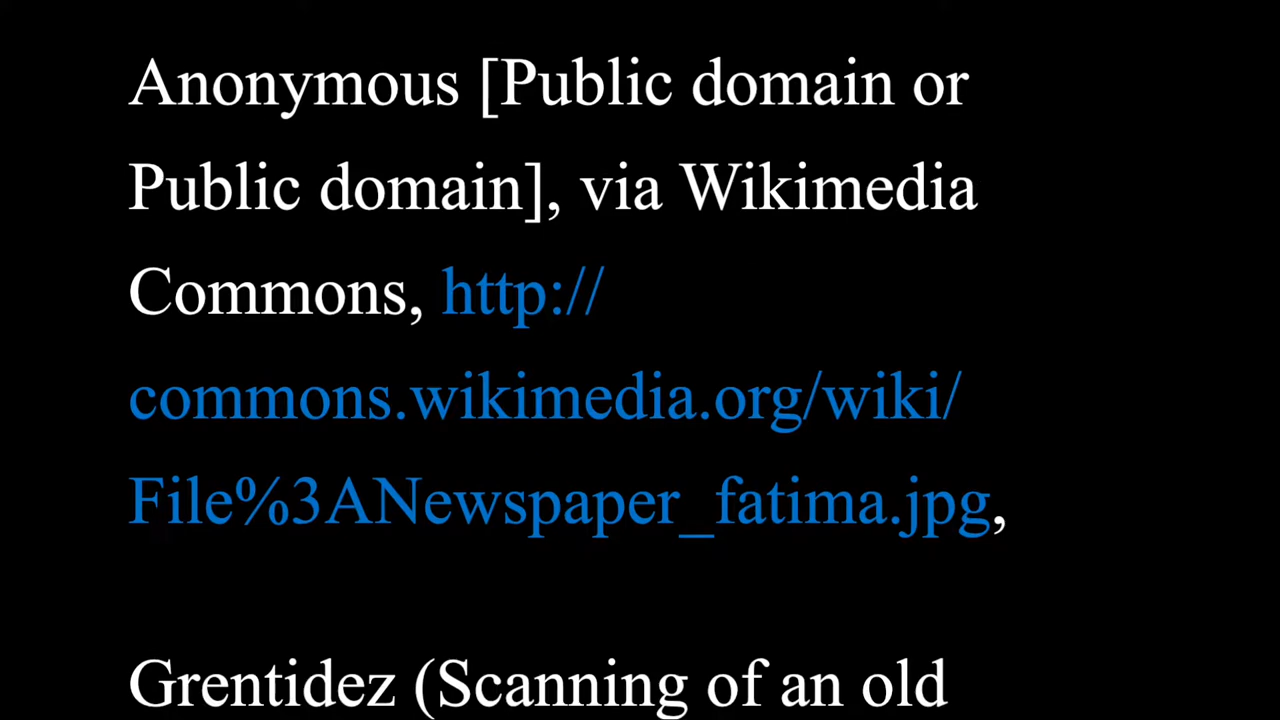 Anonymous [Public domain or
Public domain], via Wikimedia
Commons, http://
commons.wikimedia.org/wiki/
File%3ANewspaper_fatima.jpg,
Grentidez (Scanning of an old